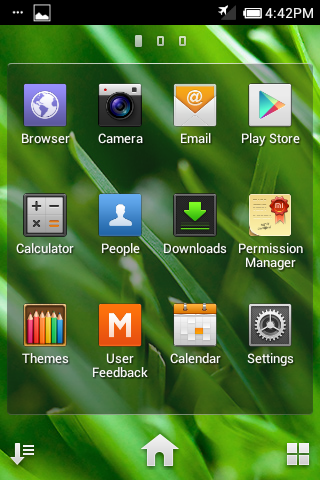 4:42PM
Browser
Camera
Email
Play Store
Calculator
People
Downloads
Permission
Manager
Themes
User
Feedback
Calendar
Settings